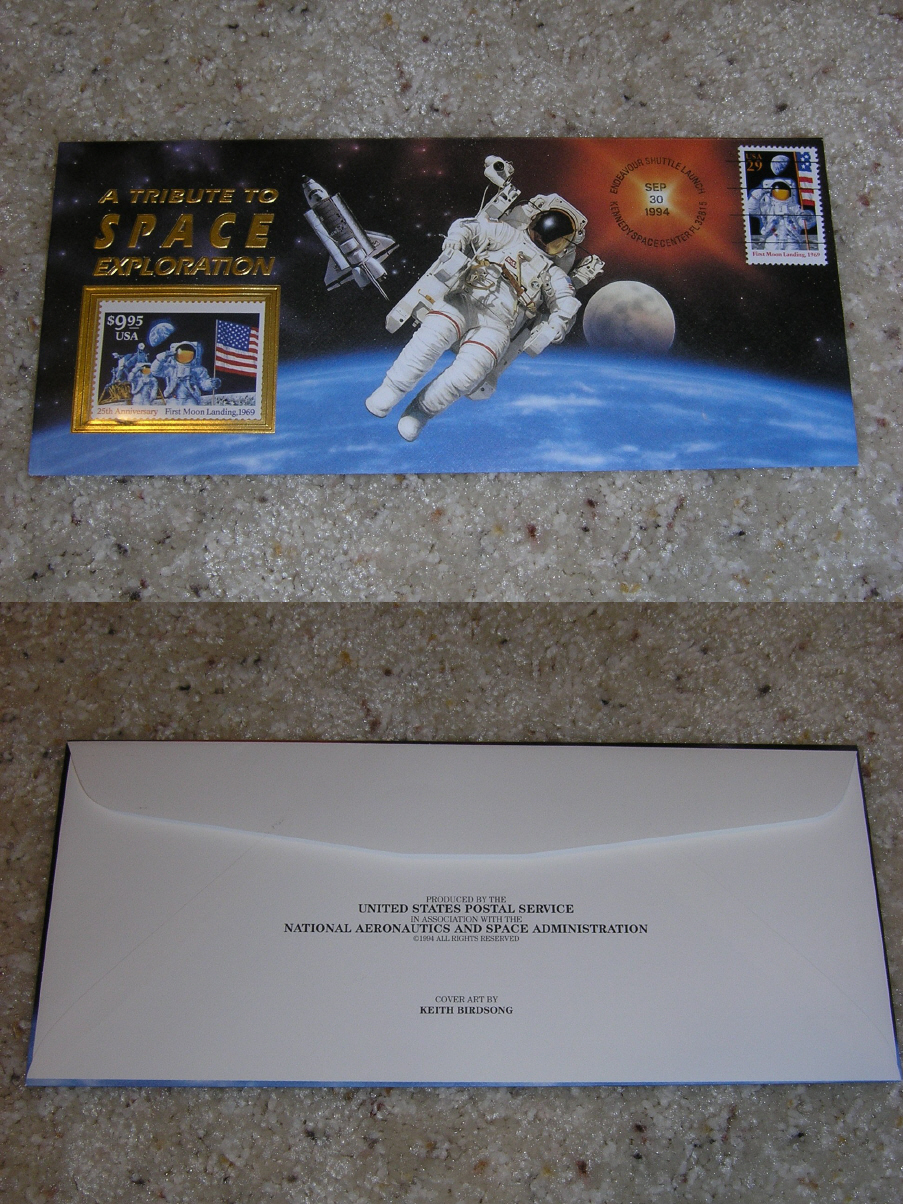 A TRIBUTE TO
SPACE
EXPLORATION
$9.95
USA
25th Anniversary First Moon Landing, 1969
ENDEAVOUR SHUTTLE LAUNCH
SEP
30
1994
KENNEDY SPACE CENTER FL 32815
USA
29
First Moon Landing, 1969
PRODUCED BY THE
UNITED STATES POSTAL SERVICE
IN ASSOCIATION WITH THE
NATIONAL AERONAUTICS AND SPACE ADMINISTRATION
©1994 ALL RIGHTS RESERVED
COVER ART BY
KEITH BIRDSONG